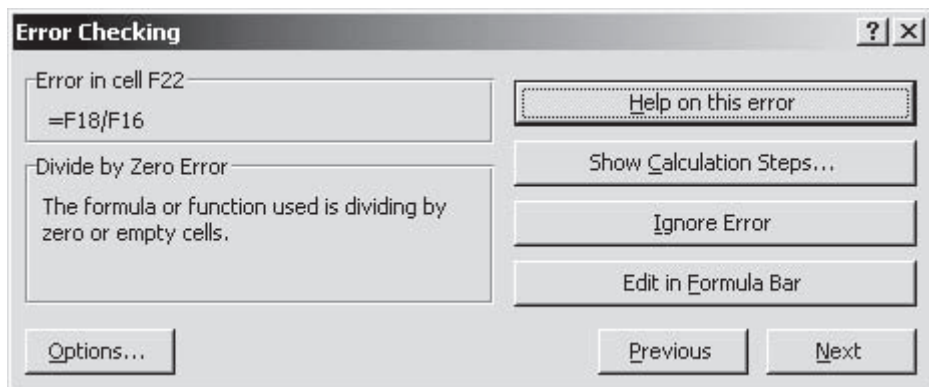 Error Checking
Error in cell F22
=F18/F16
Help on this error
Divide by Zero Error
The formula or function used is dividing by
zero or empty cells.
Show Calculation Steps...
Ignore Error
Edit in Formula Bar
Options...
Previous
Next